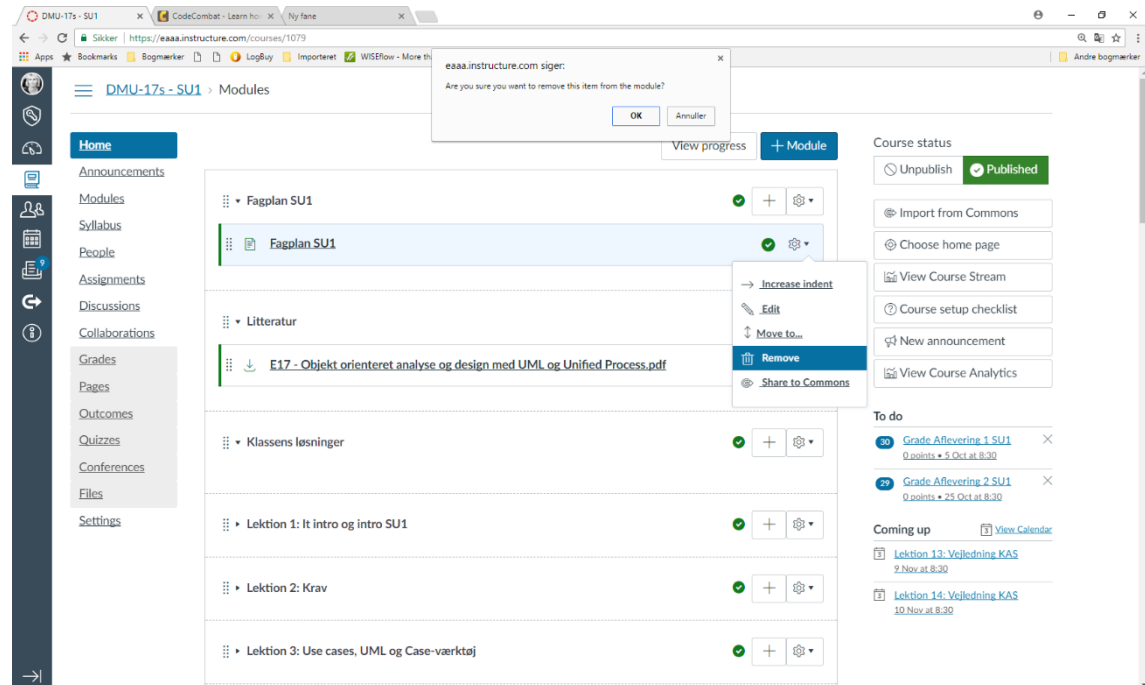 DMU-17s - SU1
CodeCombat - Learn ho
Ny fane
Sikker | https://eaaa.instructure.com/courses/1079
Apps
Bookmarks
Bogmærker
LogBuy
Importeret
WISEflow - More th
Andre bogmærker
eaaa.instructure.com siger:
Are you sure you want to remove this item from the module?
OK
Annuller
DMU-17s - SU1 › Modules
9
Home
Announcements
Modules
Syllabus
People
Assignments
Discussions
Collaborations
Grades
Pages
Outcomes
Quizzes
Conferences
Files
Settings
View progress
+ Module
Fagplan SU1
Fagplan SU1
Increase indent
Edit
Move to...
Remove
Share to Commons
Litteratur
E17 - Objekt orienteret analyse og design med UML og Unified Process.pdf
Klassens løsninger
Lektion 1: It intro og intro SU1
Lektion 2: Krav
Lektion 3: Use cases, UML og Case-værktøj
Course status
Unpublish
Published
Import from Commons
Choose home page
View Course Stream
Course setup checklist
New announcement
View Course Analytics
To do
30 Grade Aflevering 1 SU1
0 points • 5 Oct at 8:30
29 Grade Aflevering 2 SU1
0 points • 25 Oct at 8:30
Coming up
View Calendar
Lektion 13: Vejledning KAS
9 Nov at 8:30
Lektion 14: Vejledning KAS
10 Nov at 8:30